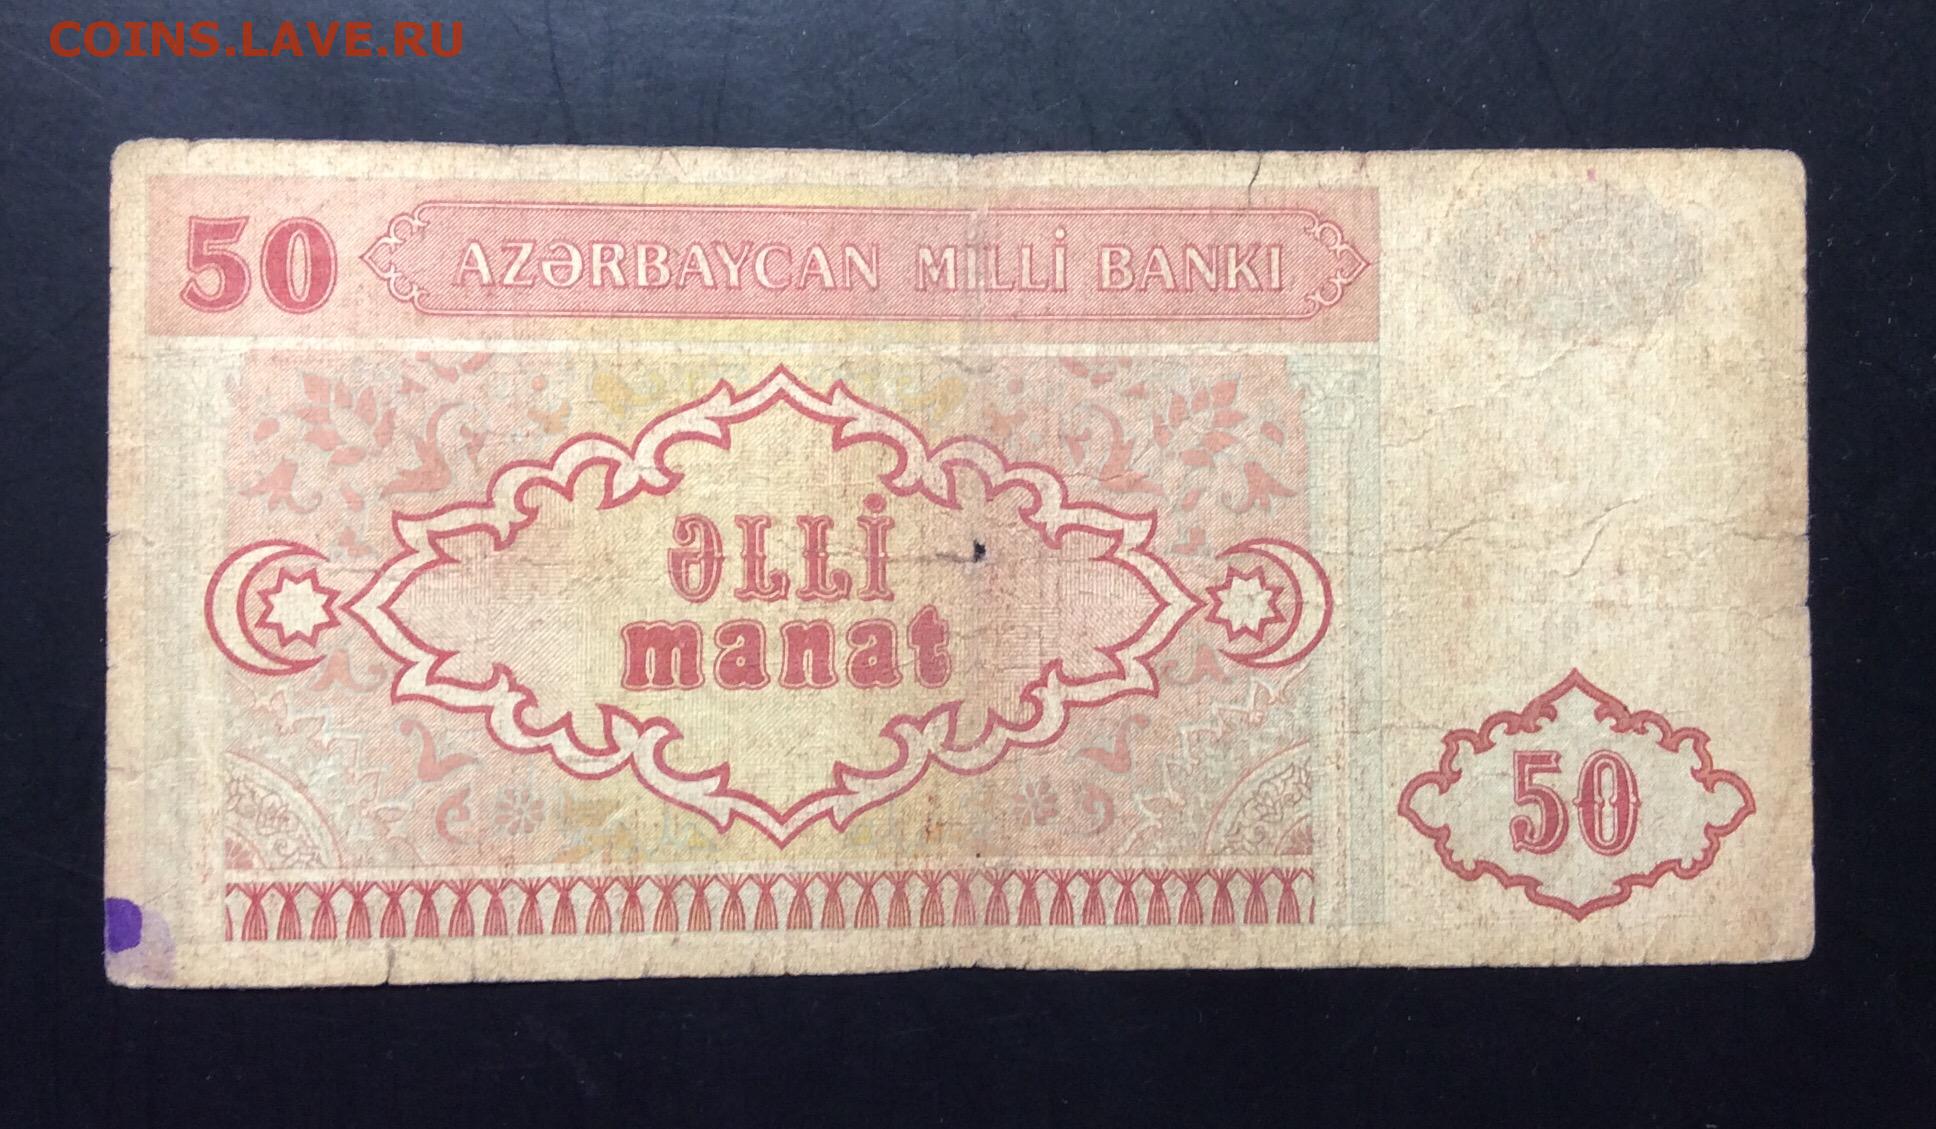 COINS.LAVE.RU
50 AZƏRBAYCAN MİLLİ BANKI
əllİ
manat
50